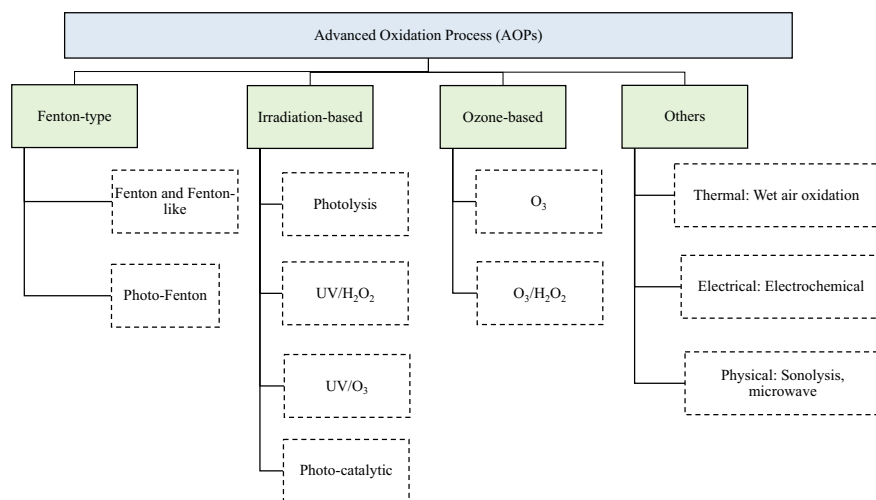 Advanced Oxidation Process (AOPs)
Fenton-type
Irradiation-based
Ozone-based
Others
Fenton and Fenton-
like
Photo-Fenton
Photolysis
UV/H₂O₂
UV/O₃
Photo-catalytic
O₃
O₃/H₂O₂
Thermal: Wet air oxidation
Electrical: Electrochemical
Physical: Sonolysis,
microwave